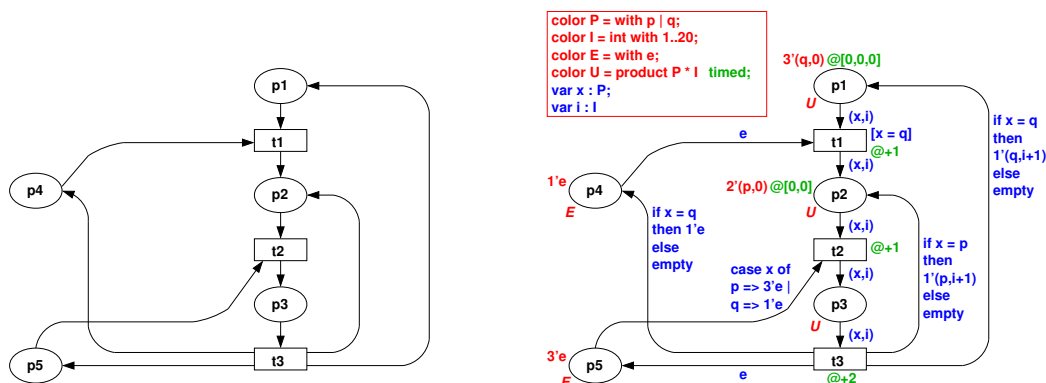 p1
t1
p4
p2
t2
p3
p5
t3
color P = with p | q;
color I = int with 1..20;
color E = with e;
color U = product P * I timed;
var x : P;
var i : I
3'(q,0) @[0,0,0]
p1
U
(x,i)
e
t1
[x = q]
@+1
(x,i)
if x = q
then
1'(q,i+1)
else
empty
1'e
p4
E
2'(p,0) @[0,0]
p2
U
(x,i)
if x = q
then 1'e
else
empty
t2
@+1
if x = p
then
1'(p,i+1)
else
empty
case x of
p => 3'e |
q => 1'e
(x,i)
p3
U
(x,i)
3'e
p5
E
e
t3
@+2